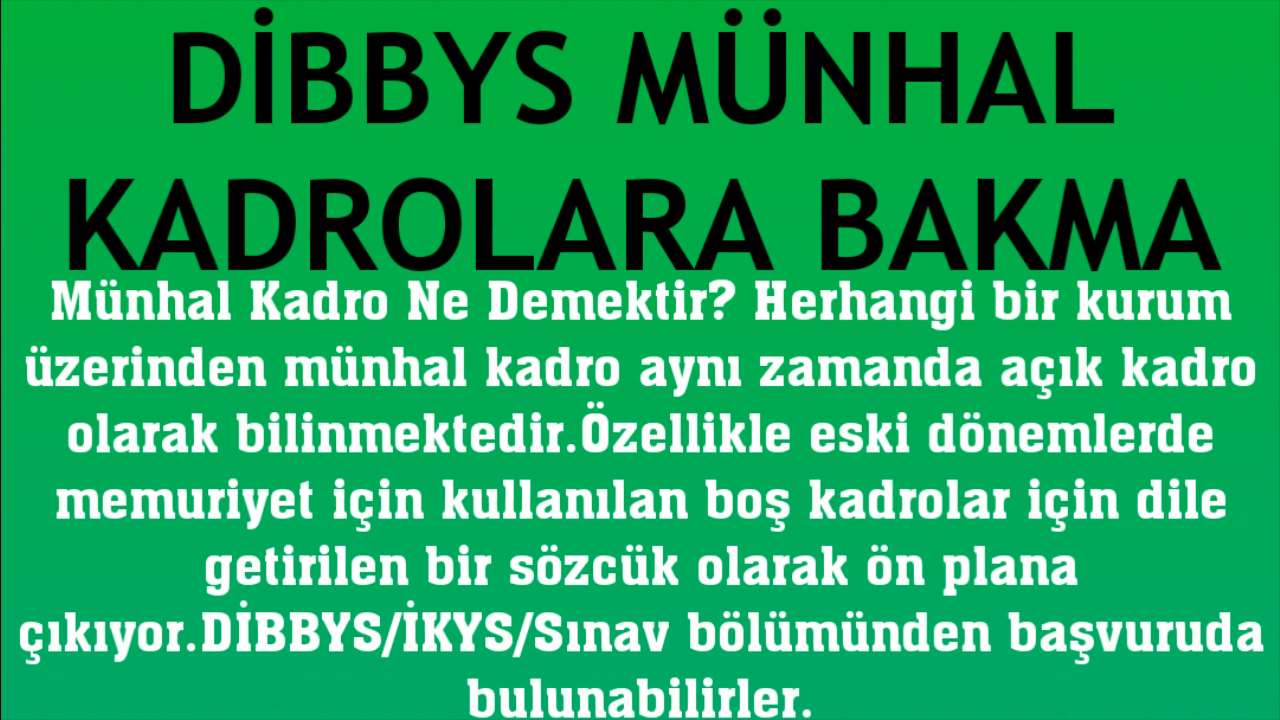 DİBBYS MÜNHAL
KADROLARA BAKMA
Münhal Kadro Ne Demektir? Herhangi bir kurum
üzerinden münhal kadro aynı zamanda açık kadro
olarak bilinmektedir.Özellikle eski dönemlerde
memuriyet için kullanılan boş kadrolar için dile
getirilen bir sözcük olarak ön plana
çıkıyor.DİBBYS/İKYS/Sınav bölümünden başvuruda
bulunabilirler.